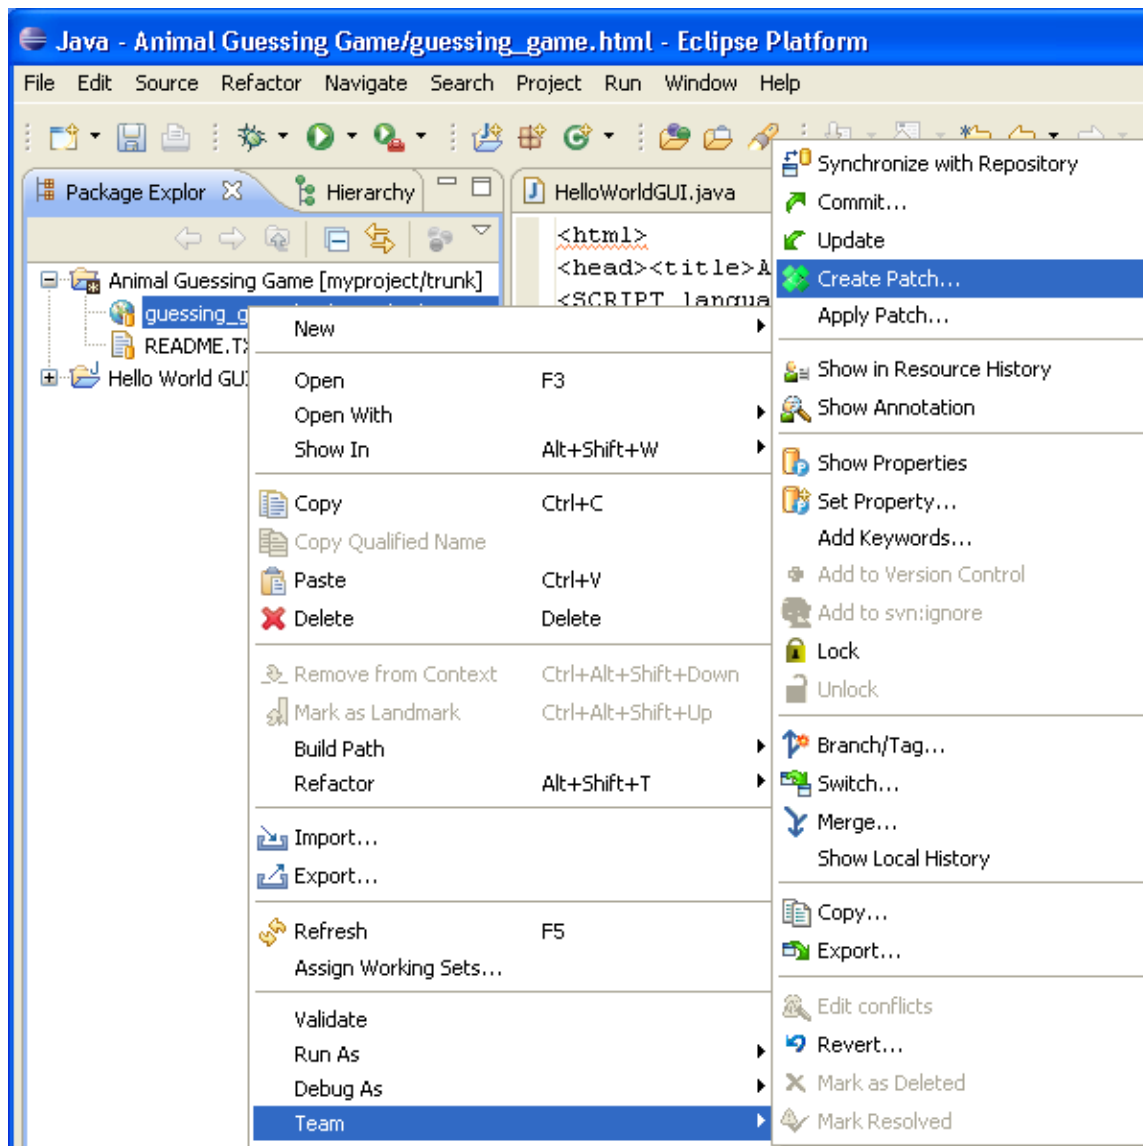 Java - Animal Guessing Game/guessing_game.html - Eclipse Platform
File Edit Source Refactor Navigate Search Project Run Window Help
Package Explor
Hierarchy
HelloWorldGUI.java
<html>
<head><title>A
<SCRIPT langua
Animal Guessing Game [myproject/trunk]
guessing_g
README.TX
Hello World GUI
New
Open F3
Open With
Show In Alt+Shift+W
Copy Ctrl+C
Copy Qualified Name
Paste Ctrl+V
Delete Delete
Remove from Context Ctrl+Alt+Shift+Down
Mark as Landmark Ctrl+Alt+Shift+Up
Build Path
Refactor Alt+Shift+T
Import...
Export...
Refresh F5
Assign Working Sets...
Validate
Run As
Debug As
Team
Synchronize with Repository
Commit...
Update
Create Patch...
Apply Patch...
Show in Resource History
Show Annotation
Show Properties
Set Property...
Add Keywords...
Add to Version Control
Add to svn:ignore
Lock
Unlock
Branch/Tag...
Switch...
Merge...
Show Local History
Copy...
Export...
Edit conflicts
Revert...
Mark as Deleted
Mark Resolved